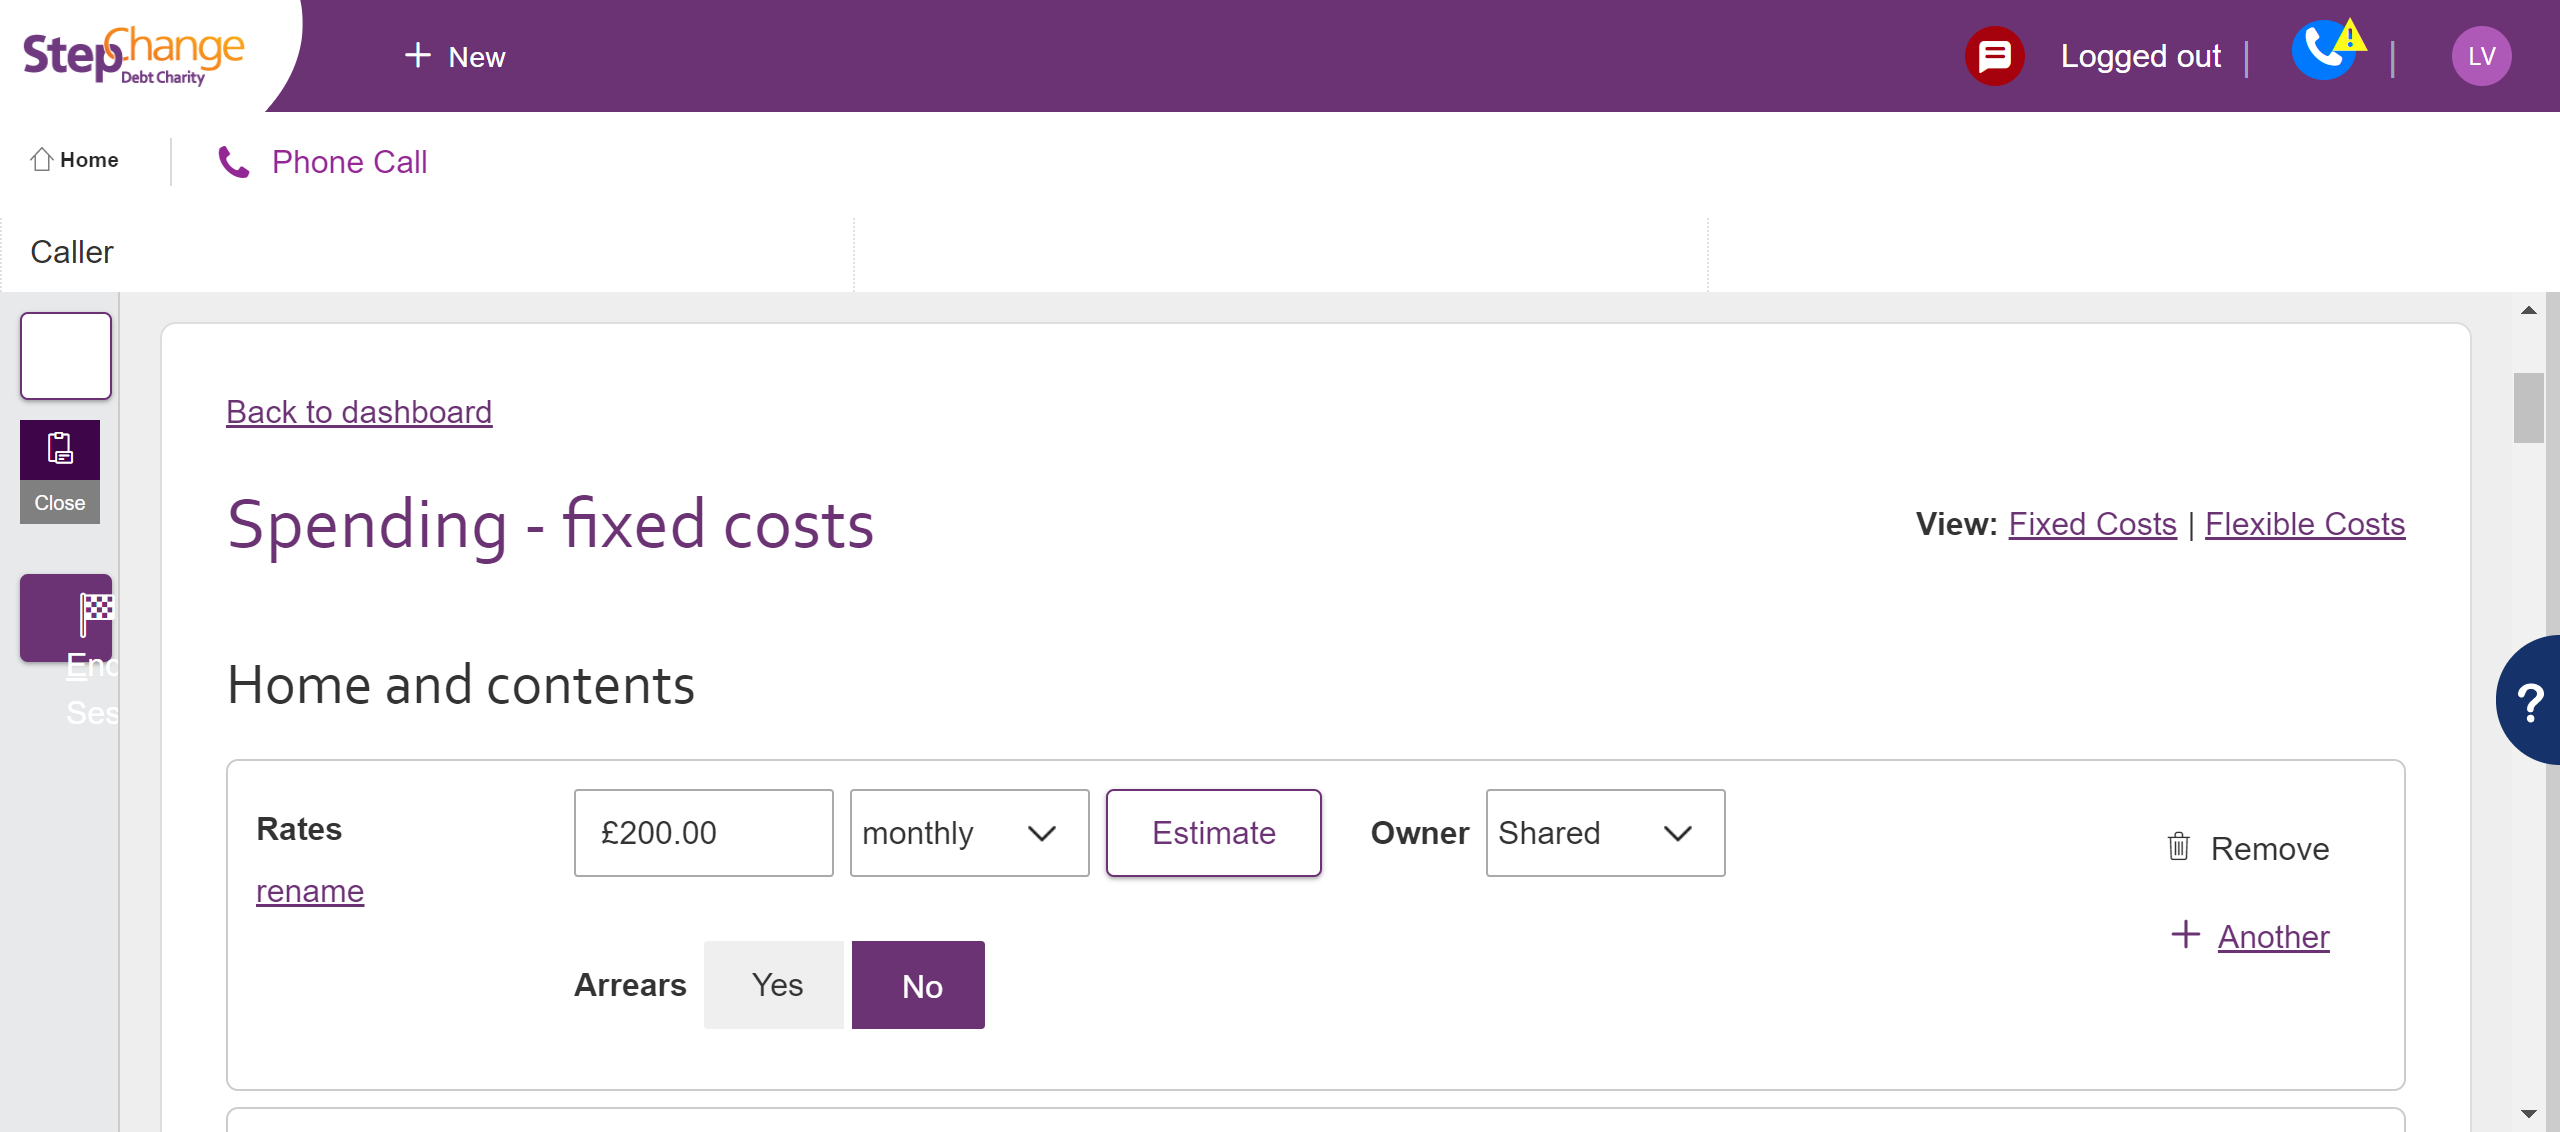 StepChange
Debt Charity
New
Logged out
LV
Home
Phone Call
Caller
Back to dashboard
Close
Spending - fixed costs
View: Fixed Costs | Flexible Costs
End
Ses
Home and contents
?
Rates
£200.00
monthly
Estimate
Owner
Shared
Remove
rename
Another
Arrears
Yes
No